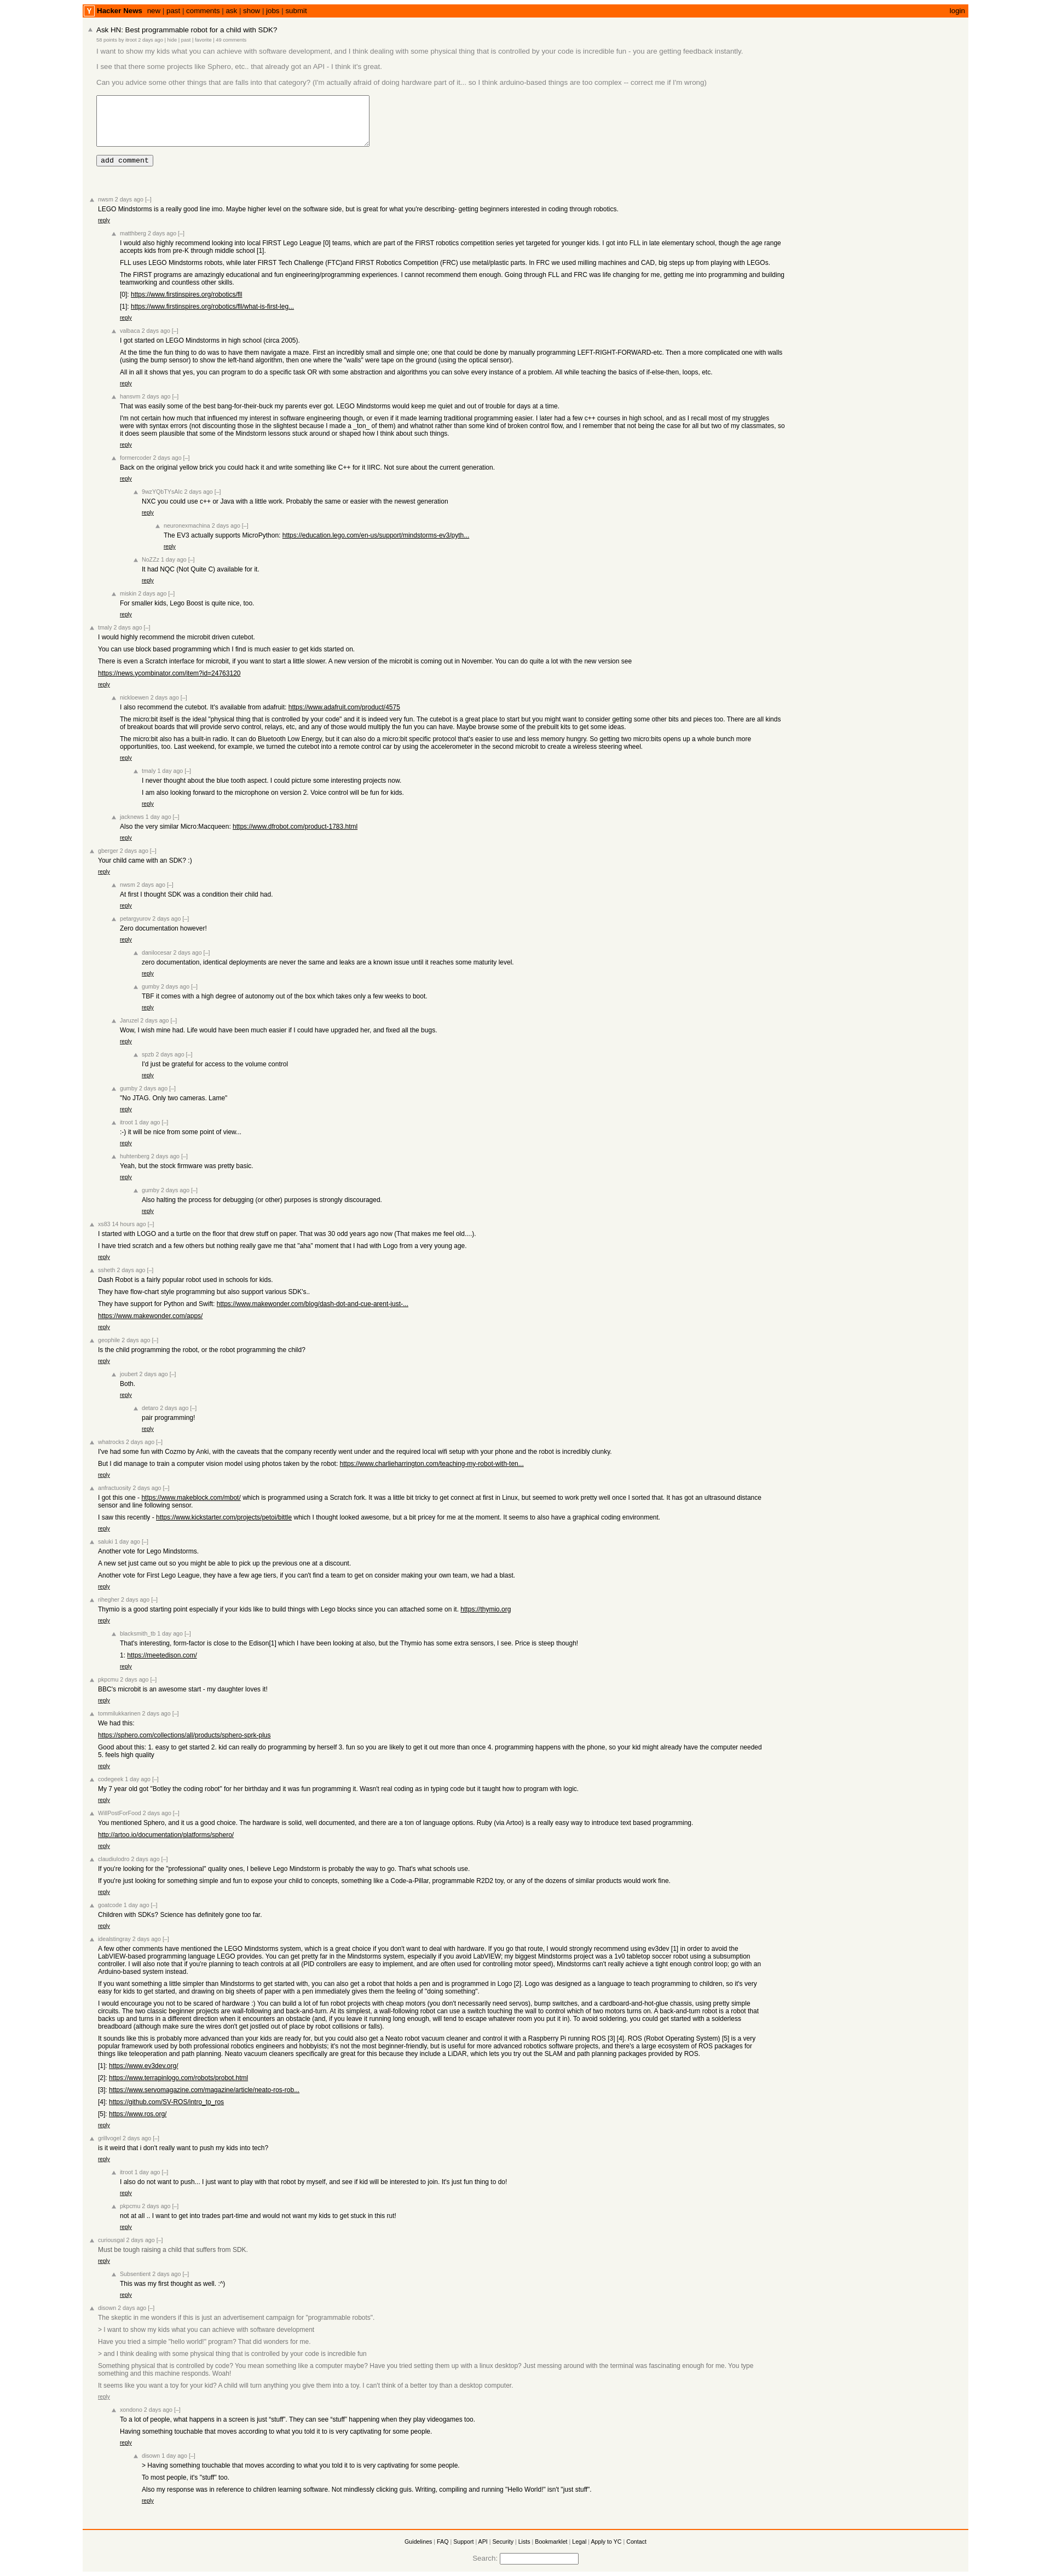 Y Hacker News new | past | comments | ask | show | jobs | submit login
Ask HN: Best programmable robot for a child with SDK?
59 points by itroot 2 days ago | hide | past | favorite | 49 comments
I want to show my kids what you can achieve with software development, and I think dealing with some physical thing that is controlled by your code is incredible fun - you are getting feedback instantly.
I see that there some projects like Sphero, etc.. that already got an API - I think it's great.
Can you advice some other things that are falls into that category? (I'm actually afraid of doing hardware part of it... so I think arduino-based things are too complex -- correct me if I'm wrong)
add comment
nwsm 2 days ago [–]
LEGO Mindstorms is a really good line imo. Maybe higher level on the software side, but is great for what you're describing- getting beginners interested in coding through robotics.
reply
matthberg 2 days ago [–]
I would also highly recommend looking into local FIRST Lego League [0] teams, which are part of the FIRST robotics competition series yet targeted for younger kids. I got into FLL in late elementary school, though the age range
accepts kids from pre-K through middle school [1].
FLL uses LEGO Mindstorms robots, while later FIRST Tech Challenge (FTC)and FIRST Robotics Competition (FRC) use metal/plastic parts. In FRC we used milling machines and CAD, big steps up from playing with LEGOs.
The FIRST programs are amazingly educational and fun engineering/programming experiences. I cannot recommend them enough. Going through FLL and FRC was life changing for me, getting me into programming and building
teamworking and countless other skills.
[0]: https://www.firstinspires.org/robotics/fll
[1]: https://www.firstinspires.org/robotics/fll/what-is-first-leg...
reply
valbaca 2 days ago [–]
I got started on LEGO Mindstorms in high school (circa 2005).
At the time the fun thing to do was to have them navigate a maze. First an incredibly small and simple one; one that could be done by manually programming LEFT-RIGHT-FORWARD-etc. Then a more complicated one with walls
(using the bump sensor) to show the left-hand algorithm, then one where the "walls" were tape on the ground (using the optical sensor).
All in all it shows that yes, you can program to do a specific task OR with some abstraction and algorithms you can solve every instance of a problem. All while teaching the basics of if-else-then, loops, etc.
reply
hanovrn 2 days ago [–]
That was easily some of the best bang-for-their-buck my parents ever got. LEGO Mindstorms would keep me quiet and out of trouble for days at a time.
I'm not certain how much that influenced my interest in software engineering though, or even if it made learning traditional programming easier. I later had a few c++ courses in high school, and as I recall most of my struggles
were with syntax errors (not discounting those in the slightest because I made a _ton_ of them) and whatnot rather than some kind of broken control flow, and I remember that not being the case for all but two of my classmates, so
it does seem plausible that some of the Mindstorm lessons stuck around or shaped how I think about such things.
reply
formercoder 2 days ago [–]
Back on the original yellow brick you could hack it and write something like C++ for it IIRC. Not sure about the current generation.
reply
9wzYQbTYsAIc 2 days ago [–]
NXC you could use c++ or Java with a little work. Probably the same or easier with the newest generation
reply
neuronexmachina 2 days ago [–]
The EV3 actually supports MicroPython: https://education.lego.com/en-us/support/mindstorms-ev3/pyth...
reply
NoZZz 1 day ago [–]
It had NQC (Not Quite C) available for it.
reply
miskin 2 days ago [–]
For smaller kids, Lego Boost is quite nice, too.
reply
tmaly 2 days ago [–]
I would highly recommend the microbit driven cutebot.
You can use block based programming which I find is much easier to get kids started on.
There is even a Scratch interface for microbit, if you want to start a little slower. A new version of the microbit is coming out in November. You can do quite a lot with the new version see
https://news.ycombinator.com/item?id=24763120
reply
nickloewen 2 days ago [–]
I also recommend the cutebot. It's available from adafruit: https://www.adafruit.com/product/4575
The micro:bit itself is the ideal "physical thing that is controlled by your code" and it is indeed very fun. The cutebot is a great place to start but you might want to consider getting some other bits and pieces too. There are all kinds
of breakout boards that will provide servo control, relays, etc, and any of those would multiply the fun you can have. Maybe browse some of the prebuilt kits to get some ideas.
The micro:bit also has a built-in radio. It can do Bluetooth Low Energy, but it can also do a micro:bit specific protocol that's easier to use and less memory hungry. So getting two micro:bits opens up a whole bunch more
opportunities, too. Last weekend, for example, we turned the cutebot into a remote control car by using the accelerometer in the second microbit to create a wireless steering wheel.
reply
tmaly 1 day ago [–]
I never thought about the blue tooth aspect. I could picture some interesting projects now.
I am also looking forward to the microphone on version 2. Voice control will be fun for kids.
reply
jacknews 1 day ago [–]
Also the very similar Micro:Macqueen: https://www.dfrobot.com/product-1783.html
reply
gberger 2 days ago [–]
Your child came with an SDK? :)
reply
nwsm 2 days ago [–]
At first I thought SDK was a condition their child had.
reply
petargyurov 2 days ago [–]
Zero documentation however!
reply
danilocesar 2 days ago [–]
zero documentation, identical deployments are never the same and leaks are a known issue until it reaches some maturity level.
reply
gumby 2 days ago [–]
TBF it comes with a high degree of autonomy out of the box which takes only a few weeks to boot.
reply
Jaruzel 2 days ago [–]
Wow, I wish mine had. Life would have been much easier if I could have upgraded her, and fixed all the bugs.
reply
spzb 2 days ago [–]
I'd just be grateful for access to the volume control
reply
gumby 2 days ago [–]
"No JTAG. Only two cameras. Lame"
reply
itroot 1 day ago [–]
:-) it will be nice from some point of view...
reply
huhtenberg 2 days ago [–]
Yeah, but the stock firmware was pretty basic.
reply
gumby 2 days ago [–]
Also halting the process for debugging (or other) purposes is strongly discouraged.
reply
xs83 14 hours ago [–]
I started with LOGO and a turtle on the floor that drew stuff on paper. That was 30 odd years ago now (That makes me feel old....).
I have tried scratch and a few others but nothing really gave me that "aha" moment that I had with Logo from a very young age.
reply
ssheth 2 days ago [–]
Dash Robot is a fairly popular robot used in schools for kids.
They have flow-chart style programming but also support various SDK's..
They have support for Python and Swift: https://www.makewonder.com/blog/dash-dot-and-cue-arent-just-...
https://www.makewonder.com/apps/
reply
geophile 2 days ago [–]
Is the child programming the robot, or the robot programming the child?
reply
joubert 2 days ago [–]
Both.
reply
detaro 2 days ago [–]
pair programming!
reply
whatrocks 2 days ago [–]
I've had some fun with Cozmo by Anki, with the caveats that the company recently went under and the required local wifi setup with your phone and the robot is incredibly clunky.
But I did manage to train a computer vision model using photos taken by the robot: https://www.charlieharrington.com/teaching-my-robot-with-ten...
reply
anfractuosity 2 days ago [–]
I got this one - https://www.makeblock.com/mbot/ which is programmed using a Scratch fork. It was a little bit tricky to get connect at first in Linux, but seemed to work pretty well once I sorted that. It has got an ultrasound distance
sensor and line following sensor.
I saw this recently - https://www.kickstarter.com/projects/petoi/bittle which I thought looked awesome, but a bit pricey for me at the moment. It seems to also have a graphical coding environment.
reply
saluki 1 day ago [–]
Another vote for Lego Mindstorms.
A new set just came out so you might be able to pick up the previous one at a discount.
Another vote for First Lego League, they have a few age tiers, if you can't find a team to get on consider making your own team, we had a blast.
reply
nhegher 2 days ago [–]
Thymio is a good starting point especially if your kids like to build things with Lego blocks since you can attached some on it. https://thymio.org
reply
blacksmith_tb 1 day ago [–]
That's interesting, form-factor is close to the Edison[1] which I have been looking at also, but the Thymio has some extra sensors, I see. Price is steep though!
1: https://meetedison.com/
reply
pkpomu 2 days ago [–]
BBC's microbit is an awesome start - my daughter loves it!
reply
tommilukkarinen 2 days ago [–]
We had this:
https://sphero.com/collections/all/products/sphero-sprk-plus
Good about this: 1. easy to get started 2. kid can really do programming by herself 3. fun so you are likely to get it out more than once 4. programming happens with the phone, so your kid might already have the computer needed
5. feels high quality
reply
codegeek 1 day ago [–]
My 7 year old got "Botley the coding robot" for her birthday and it was fun programming it. Wasn't real coding as in typing code but it taught how to program with logic.
reply
WillPostForFood 2 days ago [–]
You mentioned Sphero, and it us a good choice. The hardware is solid, well documented, and there are a ton of language options. Ruby (via Artoo) is a really easy way to introduce text based programming.
http://artoo.io/documentation/platforms/sphero/
reply
claudiulodro 2 days ago [–]
If you're looking for the "professional" quality ones, I believe Lego Mindstorm is probably the way to go. That's what schools use.
If you're just looking for something simple and fun to expose your child to concepts, something like a Code-a-Pillar, programmable R2D2 toy, or any of the dozens of similar products would work fine.
reply
goatcode 1 day ago [–]
Children with SDKs? Science has definitely gone too far.
reply
idealstingray 2 days ago [–]
A few other comments have mentioned the LEGO Mindstorms system, which is a great choice if you don't want to deal with hardware. If you go that route, I would strongly recommend using ev3dev [1] in order to avoid the
LabVIEW-based programming language LEGO provides. You can get pretty far in the Mindstorms system, especially if you avoid LabVIEW; my biggest Mindstorms project was a 1v0 tabletop soccer robot using a subsumption
controller. I will also note that if you're planning to teach controls at all (PID controllers are easy to implement, and are often used for controlling motor speed), Mindstorms can't really achieve a tight enough control loop; go with an
Arduino-based system instead.
If you want something a little simpler than Mindstorms to get started with, you can also get a robot that holds a pen and is programmed in Logo [2]. Logo was designed as a language to teach programming to children, so it's very
easy for kids to get started, and drawing on big sheets of paper with a pen immediately gives them the feeling of "doing something".
I would encourage you not to be scared of hardware :) You can build a lot of fun robot projects with cheap motors (you don't necessarily need servos), bump switches, and a cardboard-and-hot-glue chassis, using pretty simple
circuits. The two classic beginner projects are wall-following and back-and-turn. At its simplest, a wall-following robot can use a switch touching the wall to control which of two motors turns on. A back-and-turn robot is a robot that
backs up and turns in a different direction when it encounters an obstacle (and, if you leave it running long enough, will tend to escape whatever room you put it in). To avoid soldering, you could get started with a solderless
breadboard (although make sure the wires don't get jostled out of place by robot collisions or falls).
It sounds like this is probably more advanced than your kids are ready for, but you could also get a Neato robot vacuum cleaner and control it with a Raspberry Pi running ROS [3] [4]. ROS (Robot Operating System) [5] is a very
popular framework used by both professional robotics engineers and hobbyists; it's not the most beginner-friendly, but is useful for more advanced robotics software projects, and there's a large ecosystem of ROS packages for
things like teleoperation and path planning. Neato vacuum cleaners specifically are great for this because they include a LiDAR, which lets you try out the SLAM and path planning packages provided by ROS.
[1]: https://www.ev3dev.org/
[2]: https://www.terrapinlogo.com/robots/probot.html
[3]: https://www.servomagazine.com/magazine/article/neato-ros-rob...
[4]: https://github.com/SV-ROS/intro_to_ros
[5]: https://www.ros.org/
reply
grillvogel 2 days ago [–]
is it weird that i don't really want to push my kids into tech?
reply
itroot 1 day ago [–]
I also do not want to push... I just want to play with that robot by myself, and see if kid will be interested to join. It's just fun thing to do!
reply
pkpomu 2 days ago [–]
not at all .. I want to get into trades part-time and would not want my kids to get stuck in this rut!
reply
curiousgal 2 days ago [–]
Must be tough raising a child that suffers from SDK.
reply
Subsentient 2 days ago [–]
This was my first thought as well. :^)
reply
disown 2 days ago [–]
The skeptic in me wonders if this is just an advertisement campaign for "programmable robots".
> I want to show my kids what you can achieve with software development
Have you tried a simple "hello world!" program? That did wonders for me.
> and I think dealing with some physical thing that is controlled by your code is incredible fun
Something physical that is controlled by code? You mean something like a computer maybe? Have you tried setting them up with a linux desktop? Just messing around with the terminal was fascinating enough for me. You type
something and this machine responds. Woah!
It seems like you want a toy for your kid? A child will turn anything you give them into a toy. I can't think of a better toy than a desktop computer.
reply
xondono 2 days ago [–]
To a lot of people, what happens in a screen is just “stuff”. They can see “stuff” happening when they play videogames too.
Having something touchable that moves according to what you told it to is very captivating for some people.
reply
disown 1 day ago [–]
> Having something touchable that moves according to what you told it to is very captivating for some people.
To most people, it's "stuff" too.
Also my response was in reference to children learning software. Not mindlessly clicking guis. Writing, compiling and running "Hello World!" isn't "just stuff".
reply
Guidelines | FAQ | Support | API | Security | Lists | Bookmarklet | Legal | Apply to YC | Contact
Search: